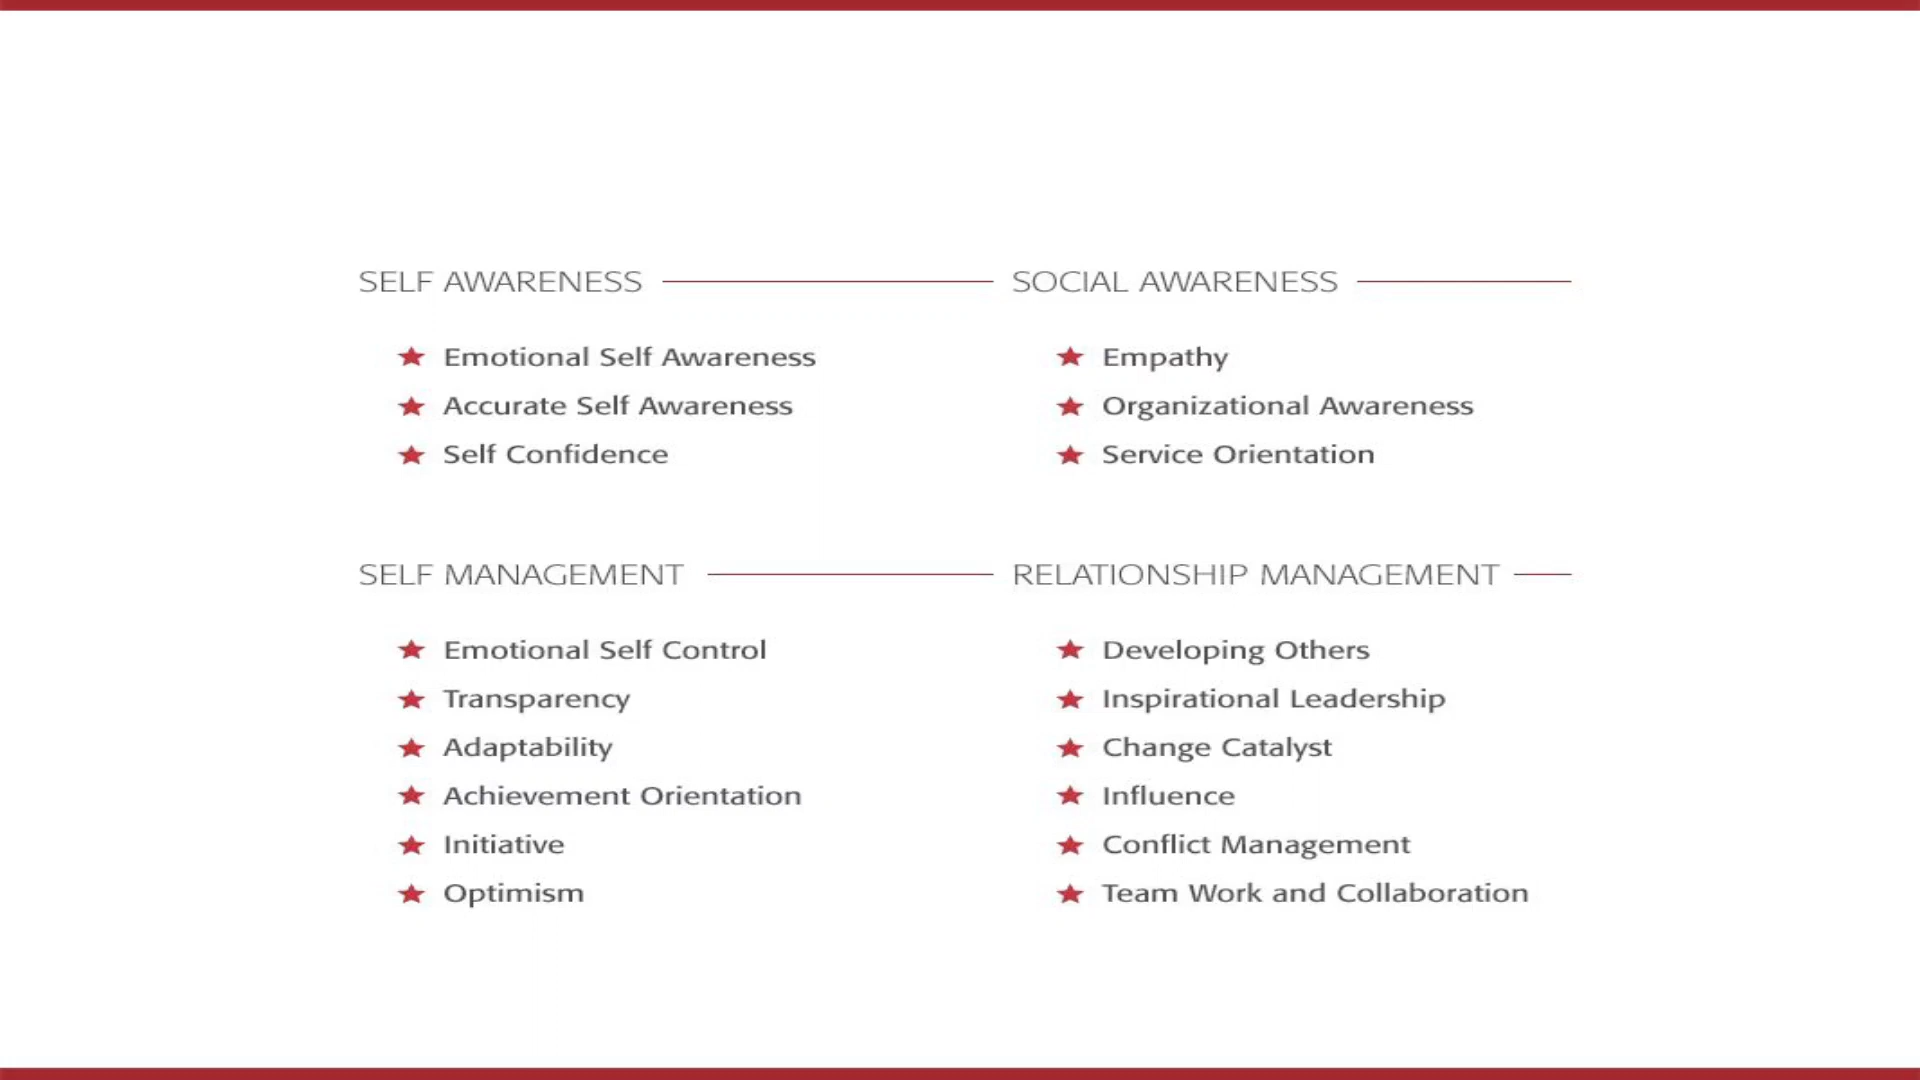 SELF AWARENESS
Emotional Self Awareness
Accurate Self Awareness
Self Confidence
SOCIAL AWARENESS
Empathy
Organizational Awareness
Service Orientation
SELF MANAGEMENT
Emotional Self Control
Transparency
Adaptability
Achievement Orientation
Initiative
Optimism
RELATIONSHIP MANAGEMENT
Developing Others
Inspirational Leadership
Change Catalyst
Influence
Conflict Management
Team Work and Collaboration